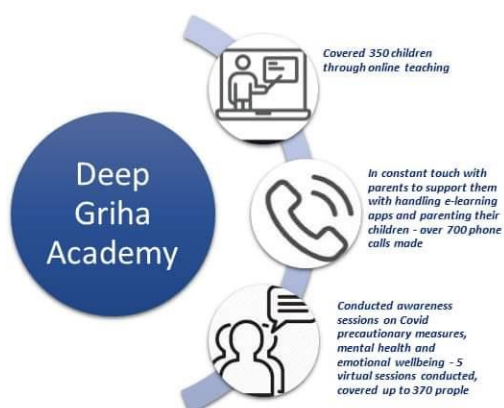 Covered 350 children
through online teaching
Deep
Griha
Academy
In constant touch with
parents to support them
with handling e-learning
apps and parenting their
children - over 700 phone
calls made
Conducted awareness
sessions on Covid
precautionary measures,
mental health and
emotional wellbeing - 5
virtual sessions conducted,
covered up to 370 prople